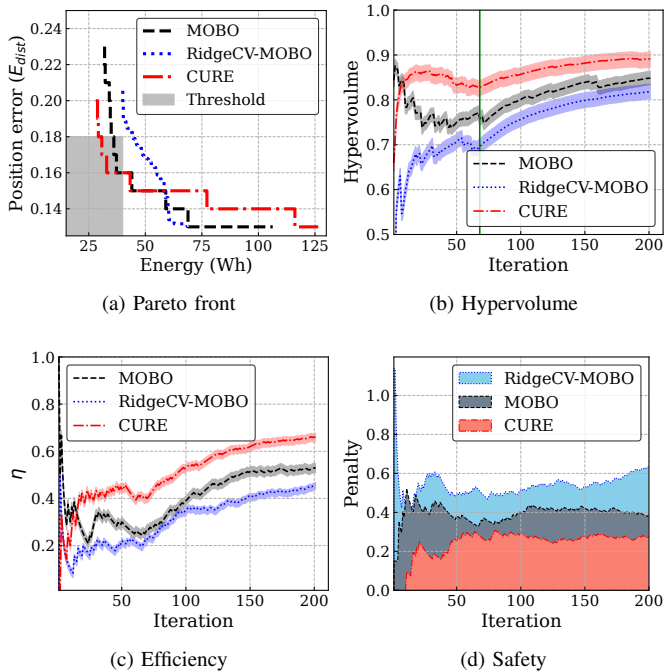 0.24
0.22
0.20
0.18
0.16
0.14
Position error (E_dist)
MOBO
RidgeCV-MOBO
CURE
Threshold
25
50
75
100
125
Energy (Wh)
(a) Pareto front
1.0
0.9
0.8
0.7
0.6
0.5
Hypervoulme
MOBO
RidgeCV-MOBO
CURE
50
100
150
200
Iteration
(b) Hypervolume
1.0
0.8
0.6
0.4
0.2
η
MOBO
RidgeCV-MOBO
CURE
50
100
150
200
Iteration
(c) Efficiency
1.2
1.0
0.8
0.6
0.4
0.2
0.0
Penalty
RidgeCV-MOBO
MOBO
CURE
0
50
100
150
200
Iteration
(d) Safety